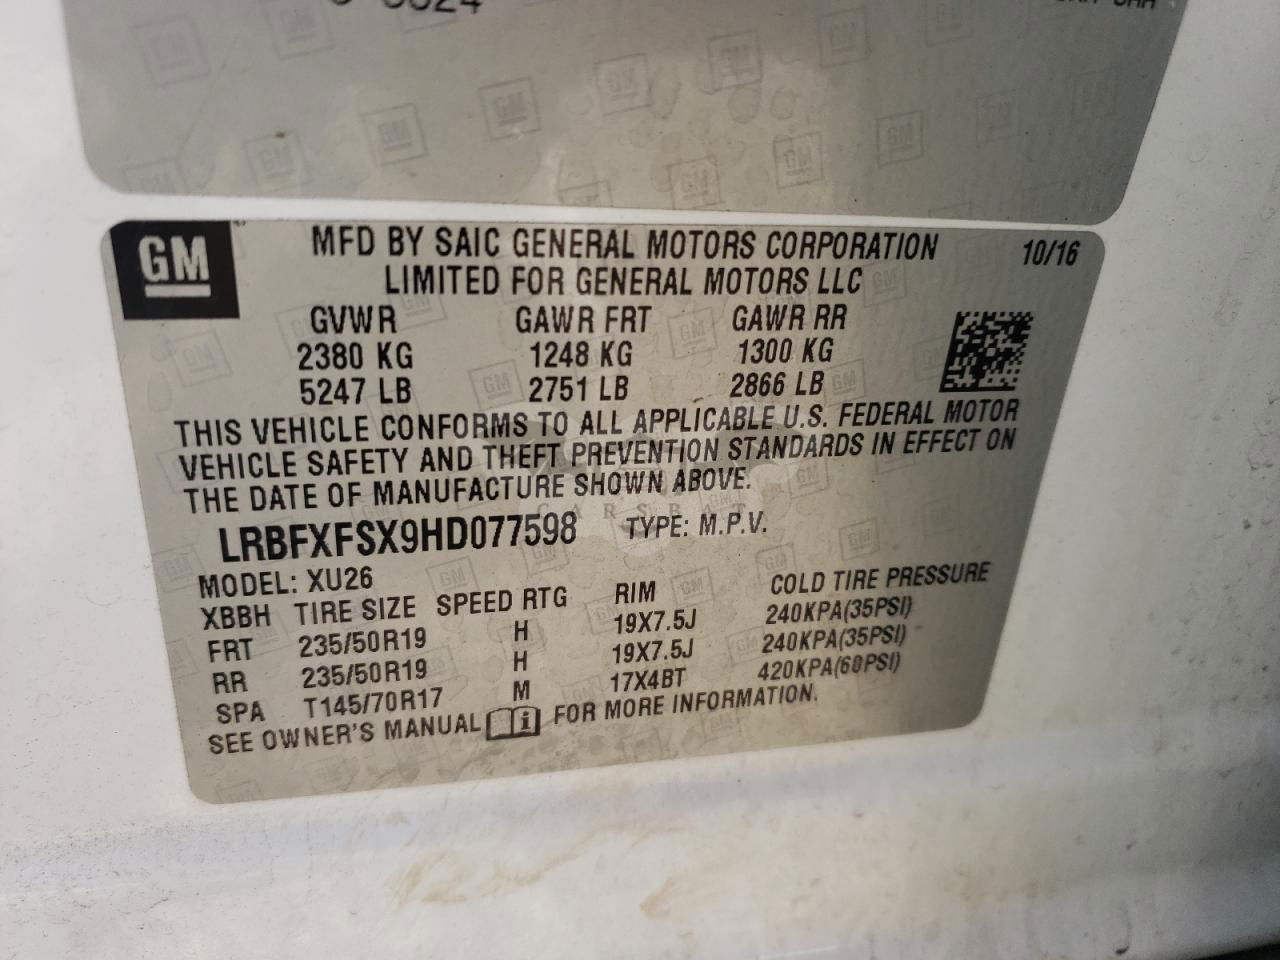 GM
MFD BY SAIC GENERAL MOTORS CORPORATION 10/16
LIMITED FOR GENERAL MOTORS LLC
GVWR GAWR FRT GAWR RR
2380 KG 1248 KG 1300 KG
5247 LB 2751 LB 2866 LB
THIS VEHICLE CONFORMS TO ALL APPLICABLE U.S. FEDERAL MOTOR
VEHICLE SAFETY AND THEFT PREVENTION STANDARDS IN EFFECT ON
THE DATE OF MANUFACTURE SHOWN ABOVE.
LRBFXFSX9HD077598 TYPE: M.P.V.
MODEL: XU26
XBBH TIRE SIZE SPEED RTG RIM COLD TIRE PRESSURE
FRT 235/50R19 H 19X7.5J 240KPA(35PSI)
RR 235/50R19 H 19X7.5J 240KPA(35PSI)
SPA T145/70R17 M 17X4BT 420KPA(60PSI)
SEE OWNER'S MANUAL FOR MORE INFORMATION.